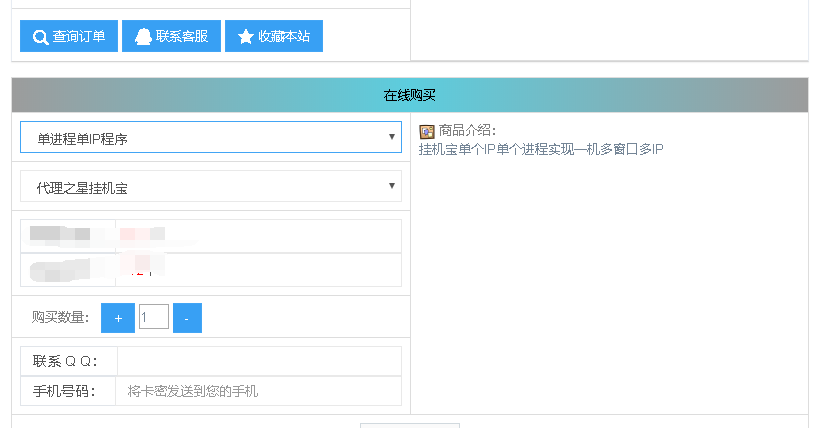 查询订单 联系客服 收藏本站
在线购买
单进程单IP程序
商品介绍：
挂机宝单个IP单个进程实现一机多窗口多IP
代理之星挂机宝
购买数量： + 1 -
联系ＱＱ：
手机号码： 将卡密发送到您的手机